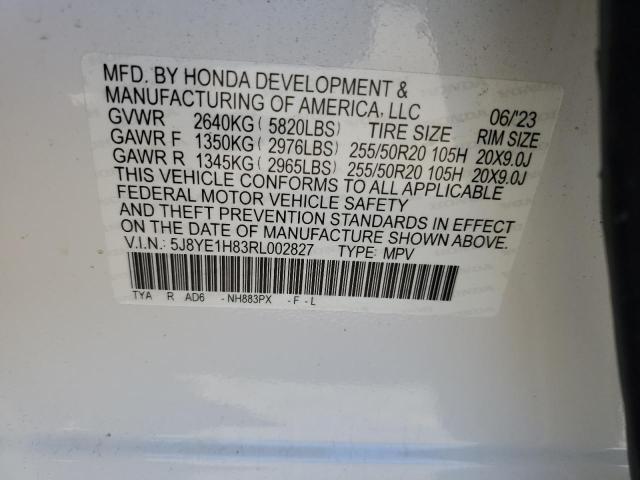 MFD. BY HONDA DEVELOPMENT &
MANUFACTURING OF AMERICA, LLC 06/'23
GVWR 2640KG( 5820LBS) TIRE SIZE RIM SIZE
GAWR F 1350KG( 2976LBS) 255/50R20 105H 20X9.0J
GAWR R 1345KG( 2965LBS) 255/50R20 105H 20X9.0J
THIS VEHICLE CONFORMS TO ALL APPLICABLE
FEDERAL MOTOR VEHICLE SAFETY
AND THEFT PREVENTION STANDARDS IN EFFECT
ON THE DATE OF MANUFACTURE SHOWN ABOVE.
V.I.N.: 5J8YE1H83RL002827 TYPE: MPV
TYA R AD6 -NH883PX -F-L